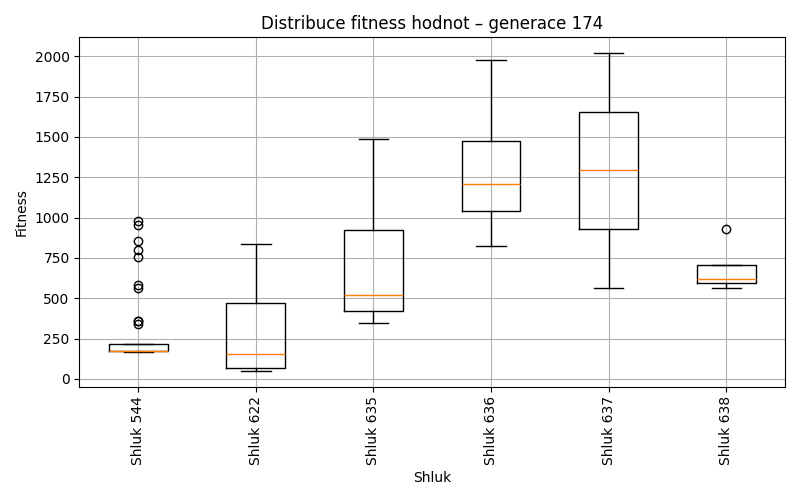 Distribuce fitness hodnot – generace 174
Fitness
2000
1750
1500
1250
1000
750
500
250
0
Shluk 544
Shluk 622
Shluk 635
Shluk 636
Shluk 637
Shluk 638
Shluk